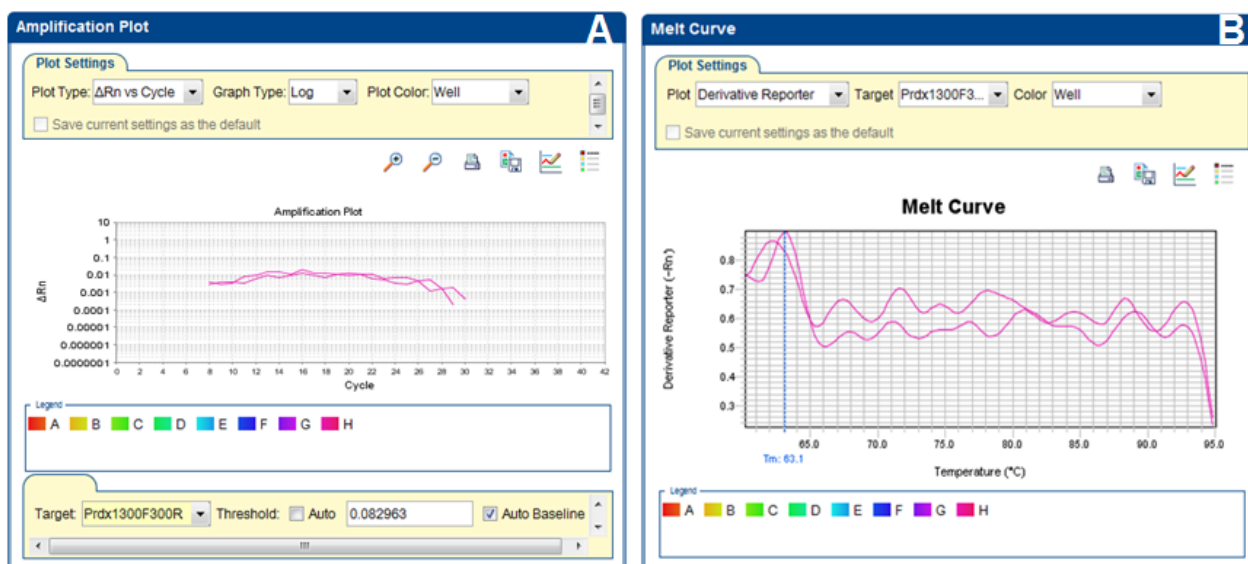 Amplification Plot A
Plot Settings
Plot Type: ΔRn vs Cycle Graph Type: Log Plot Color: Well
Save current settings as the default
Amplification Plot
10
1
0.1
0.01
0.001
0.0001
0.00001
0.000001
0.0000001
ΔRn
0 2 4 6 8 10 12 14 16 18 20 22 24 26 28 30 32 34 36 38 40 42
Cycle
Legend
A B C D E F G H
Target: Prdx1300F300R Threshold: Auto 0.082963 Auto Baseline
Melt Curve B
Plot Settings
Plot Derivative Reporter Target Prdx1300F3... Color Well
Save current settings as the default
Melt Curve
Derivative Reporter (-Rn)
0.8
0.7
0.6
0.5
0.4
0.3
65.0 70.0 75.0 80.0 85.0 90.0 95.0
Tm: 63.1
Temperature (°C)
Legend
A B C D E F G H